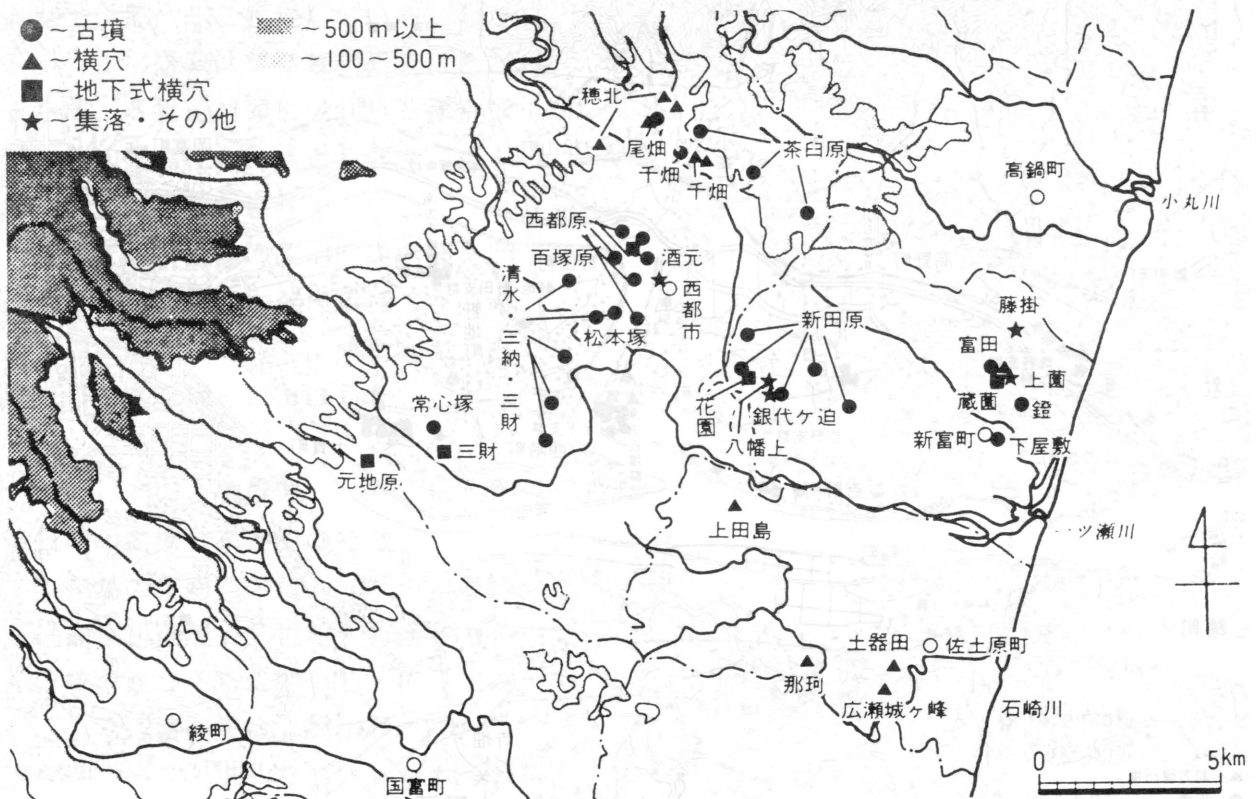 ●～古墳
▲～横穴
■～地下式横穴
★～集落・その他
～500m以上
～100～500m
穂北
尾畑
千畑
千畑
茶臼原
高鍋町
小丸川
西都原
百塚原
酒元
清水
西都市
松本塚
三納・三財
新田原
藤掛
富田
上薗
蔵薗
鐙
新富町
下屋敷
常心塚
三財
元地原
花園
銀代ケ迫
八幡上
上田島
一ツ瀬川
土器田
佐土原町
那珂
広瀬城ケ峰
石崎川
綾町
国富町
0
5km